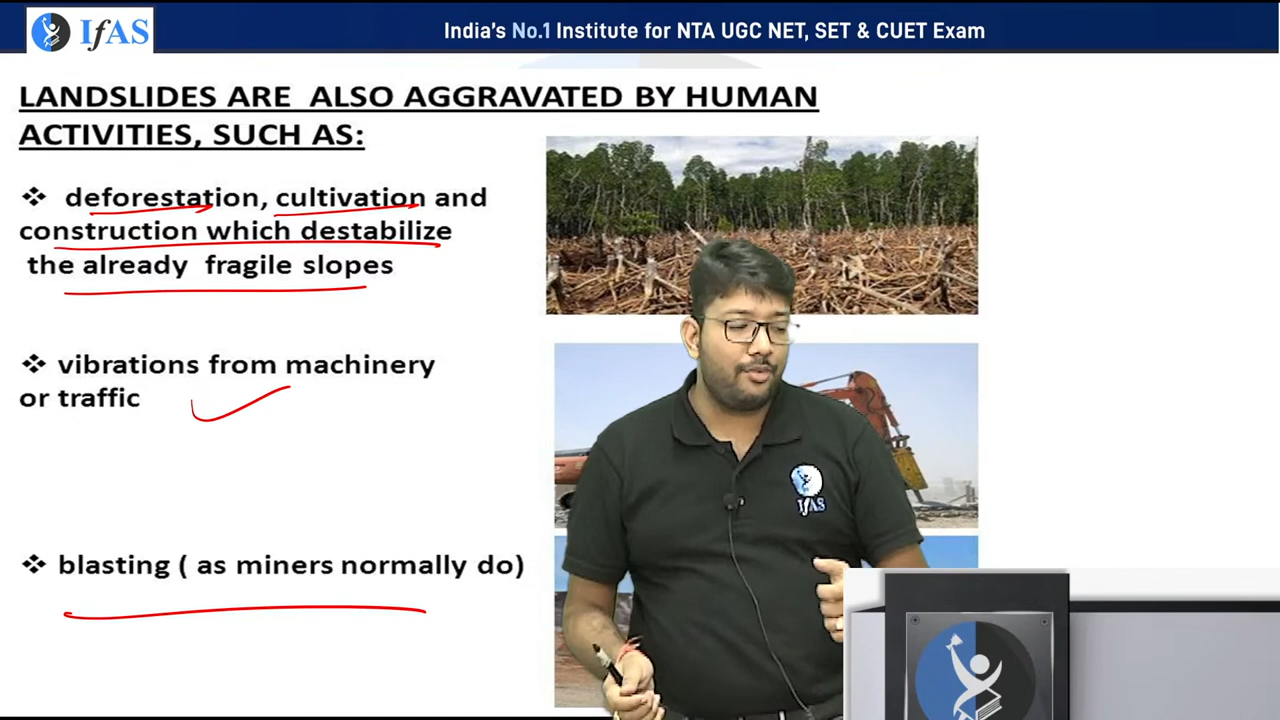 IfAS
India's No.1 Institute for NTA UGC NET, SET & CUET Exam
LANDSLIDES ARE ALSO AGGRAVATED BY HUMAN
ACTIVITIES, SUCH AS:
❖ deforestation, cultivation and
construction which destabilize
the already fragile slopes
❖ vibrations from machinery
or traffic
❖ blasting ( as miners normally do)
IfAS